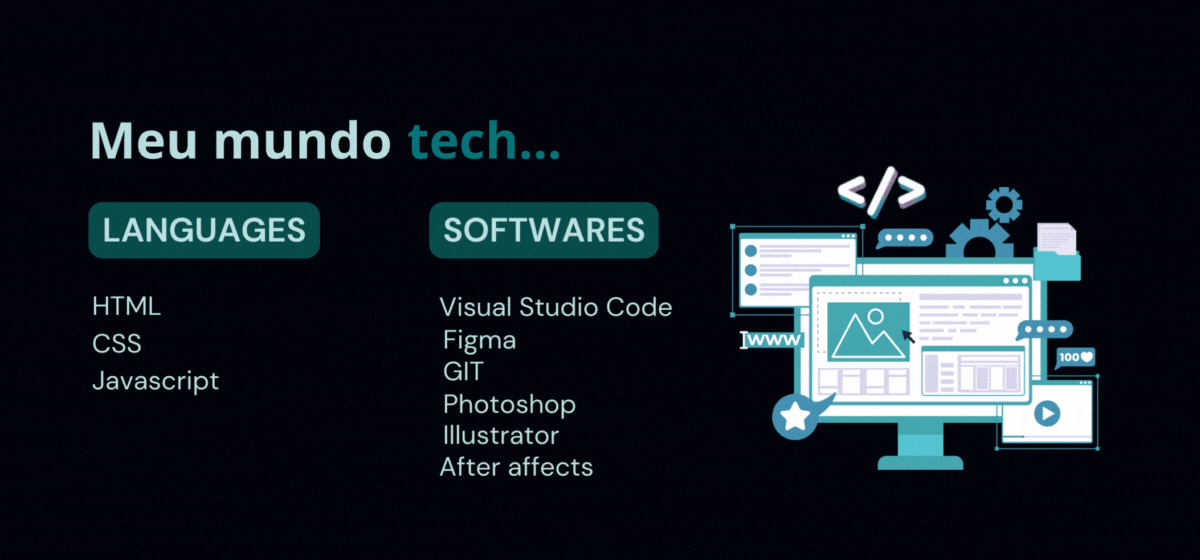 Meu mundo tech...
LANGUAGES
HTML
CSS
Javascript
SOFTWARES
Visual Studio Code
Figma
GIT
Photoshop
Illustrator
After affects
</>
www
100